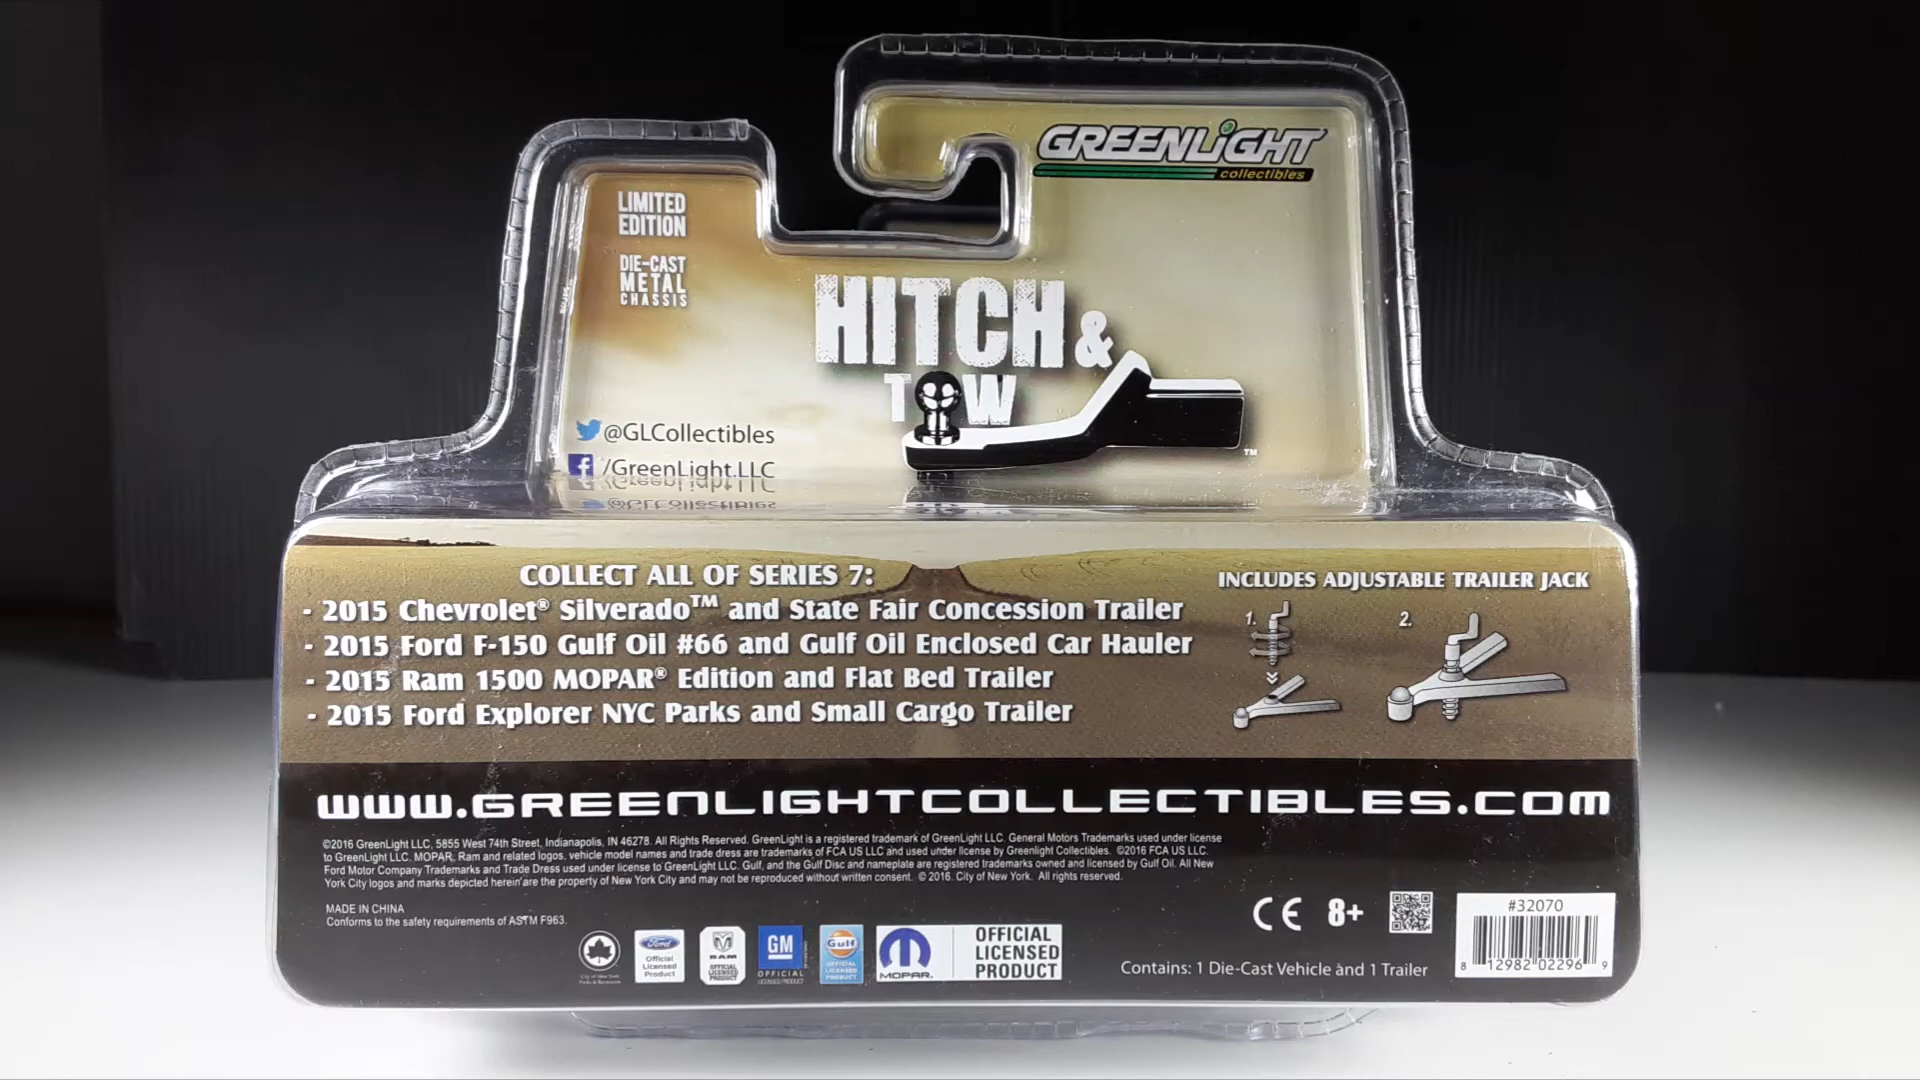 GREENLiGHT
collectibles
LIMITED
EDITION
DIE-CAST
METAL
CHASSIS
HITCH &
TOW
™
@GLCollectibles
/GreenLight.LLC
COLLECT ALL OF SERIES 7:
- 2015 Chevrolet® Silverado™ and State Fair Concession Trailer
- 2015 Ford F-150 Gulf Oil #66 and Gulf Oil Enclosed Car Hauler
- 2015 Ram 1500 MOPAR® Edition and Flat Bed Trailer
- 2015 Ford Explorer NYC Parks and Small Cargo Trailer
INCLUDES ADJUSTABLE TRAILER JACK
1.
2.
WWW.GREENLIGHTCOLLECTIBLES.COM
©2016 GreenLight LLC, 5855 West 74th Street, Indianapolis, IN 46278. All Rights Reserved. GreenLight is a registered trademark of GreenLight LLC. General Motors Trademarks used under license
to GreenLight LLC. MOPAR, Ram and related logos, vehicle model names and trade dress are trademarks of FCA US LLC and used under license by Greenlight Collectibles. ©2016 FCA US LLC.
Ford Motor Company Trademarks and Trade Dress used under license to GreenLight LLC. Gulf, and the Gulf Disc and nameplate are registered trademarks owned and licensed by Gulf Oil. All New
York City logos and marks depicted herein are the property of New York City and may not be reproduced without written consent. © 2016. City of New York. All rights reserved.
MADE IN CHINA
Conforms to the safety requirements of ASTM F963.
City of New York
Parks & Recreation
Ford
Official
Licensed
Product
RAM
OFFICIAL
LICENSED
PRODUCT
GM
OFFICIAL
LICENSED PRODUCT
Gulf
OFFICIAL
LICENSED
PRODUCT
MOPAR
OFFICIAL
LICENSED
PRODUCT
CE
8+
Contains: 1 Die-Cast Vehicle and 1 Trailer
#32070
8 12982 02296 9